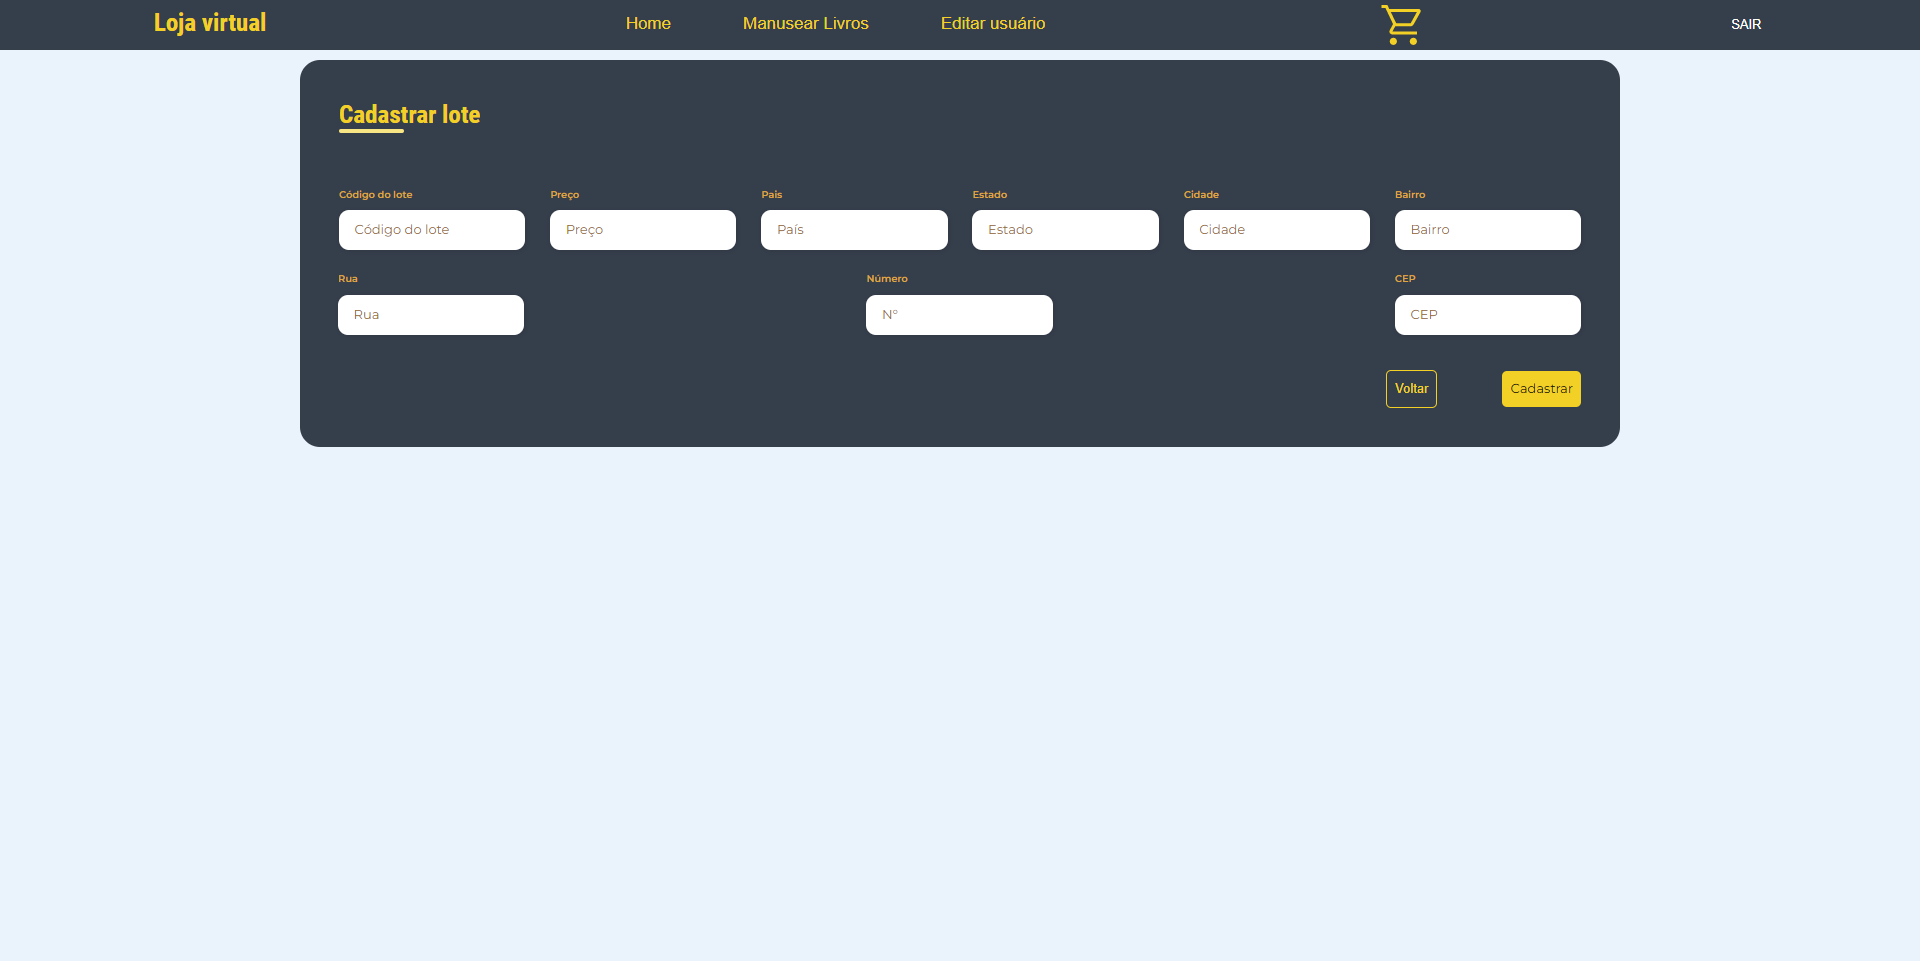 Loja virtual Home Manusear Livros Editar usuário SAIR
Cadastrar lote
Código do lote Preço Pais Estado Cidade Bairro
Código do lote Preço País Estado Cidade Bairro
Rua Número CEP
Rua N° CEP
Voltar Cadastrar